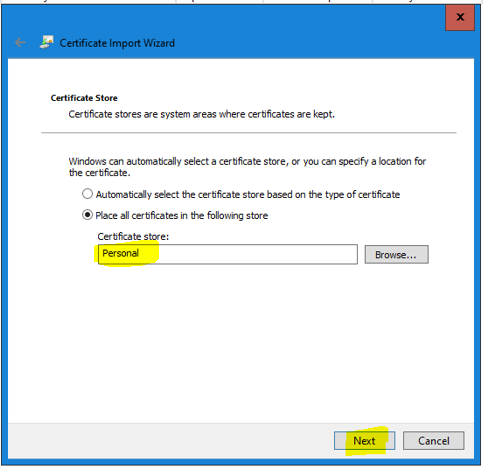 x
Certificate Import Wizard
Certificate Store
Certificate stores are system areas where certificates are kept.
Windows can automatically select a certificate store, or you can specify a location for
the certificate.
Automatically select the certificate store based on the type of certificate
Place all certificates in the following store
Certificate store:
Personal
Browse...
Next
Cancel